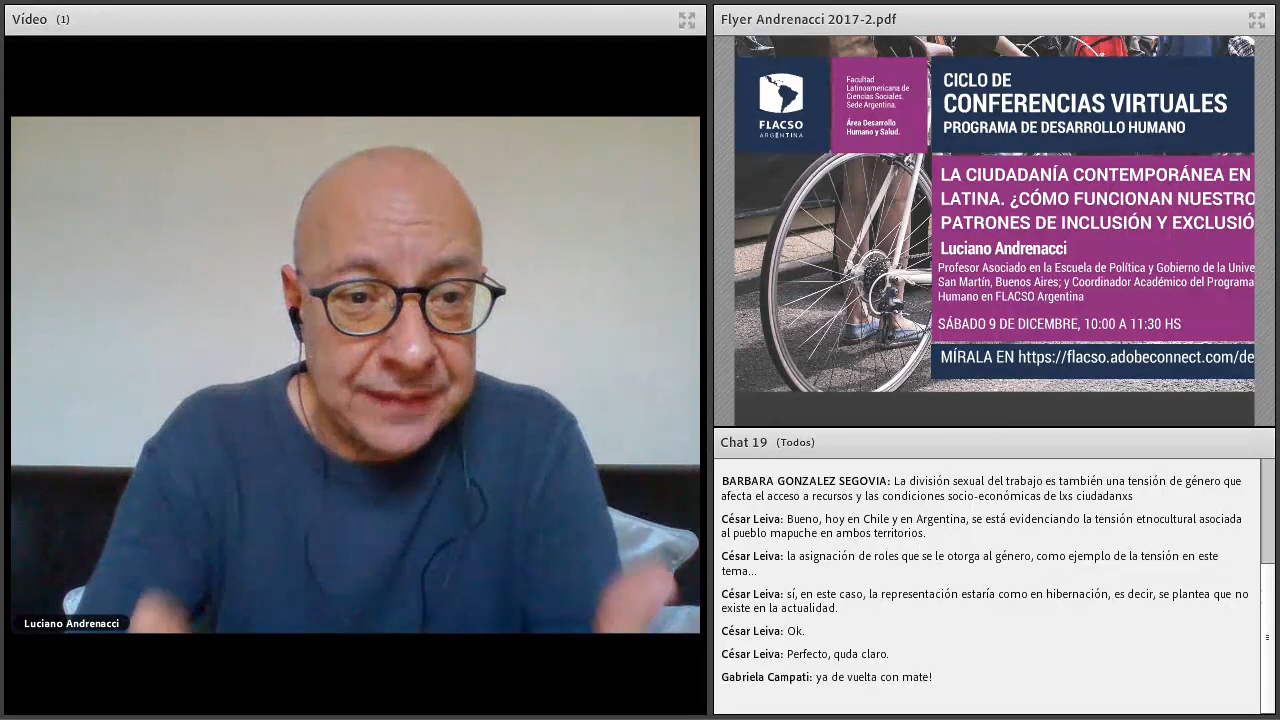 Vídeo (1)
Luciano Andrenacci
Flyer Andrenacci 2017-2.pdf
FLACSO
ARGENTINA
Facultad
Latinoamericana de
Ciencias Sociales.
Sede Argentina.
Área Desarrollo
Humano y Salud.
CICLO DE
CONFERENCIAS VIRTUALES
PROGRAMA DE DESARROLLO HUMANO
LA CIUDADANÍA CONTEMPORÁNEA EN
LATINA. ¿CÓMO FUNCIONAN NUESTRO
PATRONES DE INCLUSIÓN Y EXCLUSIÓ
Luciano Andrenacci
Profesor Asociado en la Escuela de Política y Gobierno de la Unive
San Martín, Buenos Aires; y Coordinador Académico del Programa
Humano en FLACSO Argentina
SÁBADO 9 DE DICIEMBRE, 10:00 A 11:30 HS
MÍRALA EN https://flacso.adobeconnect.com/de
Chat 19 (Todos)
BARBARA GONZALEZ SEGOVIA: La división sexual del trabajo es también una tensión de género que
afecta el acceso a recursos y las condiciones socio-económicas de lxs ciudadanxs
César Leiva: Bueno, hoy en Chile y en Argentina, se está evidenciando la tensión etnocultural asociada
al pueblo mapuche en ambos territorios.
César Leiva: la asignación de roles que se le otorga al género, como ejemplo de la tensión en este
tema...
César Leiva: sí, en este caso, la representación estaría como en hibernación, es decir, se plantea que no
existe en la actualidad.
César Leiva: Ok.
César Leiva: Perfecto, quda claro.
Gabriela Campati: ya de vuelta con mate!